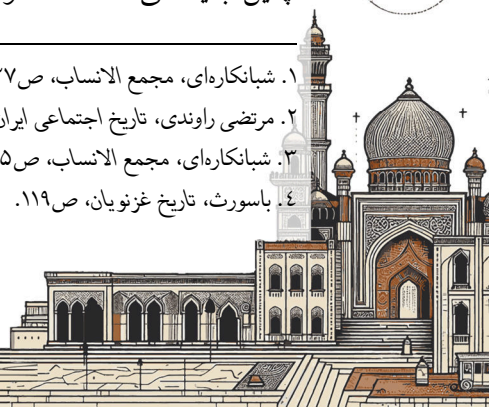 ۱. شبانکاره‌ای، مجمع الانساب، ص
۲. مرتضی راوندی، تاریخ اجتماعی ایران
۳. شبانکاره‌ای، مجمع الانساب، ص
۴. باسورث، تاریخ غزنویان، ص۱۱۹.